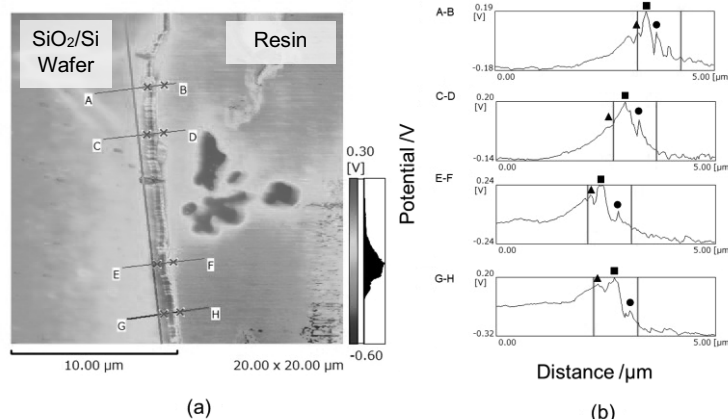 SiO₂/Si
Wafer
Resin
A
B
C
D
E
F
G
H
0.30
[V]
-0.60
10.00 µm
20.00 x 20.00 µm
(a)
Potential /V
A-B
0.19
[V]
-0.18
0.00
5.00 [µm]
C-D
0.20
[V]
-0.14
0.00
5.00 [µm]
E-F
0.24
[V]
-0.24
0.00
5.00 [µm]
G-H
0.20
[V]
-0.32
0.00
5.00 [µm]
Distance /µm
(b)